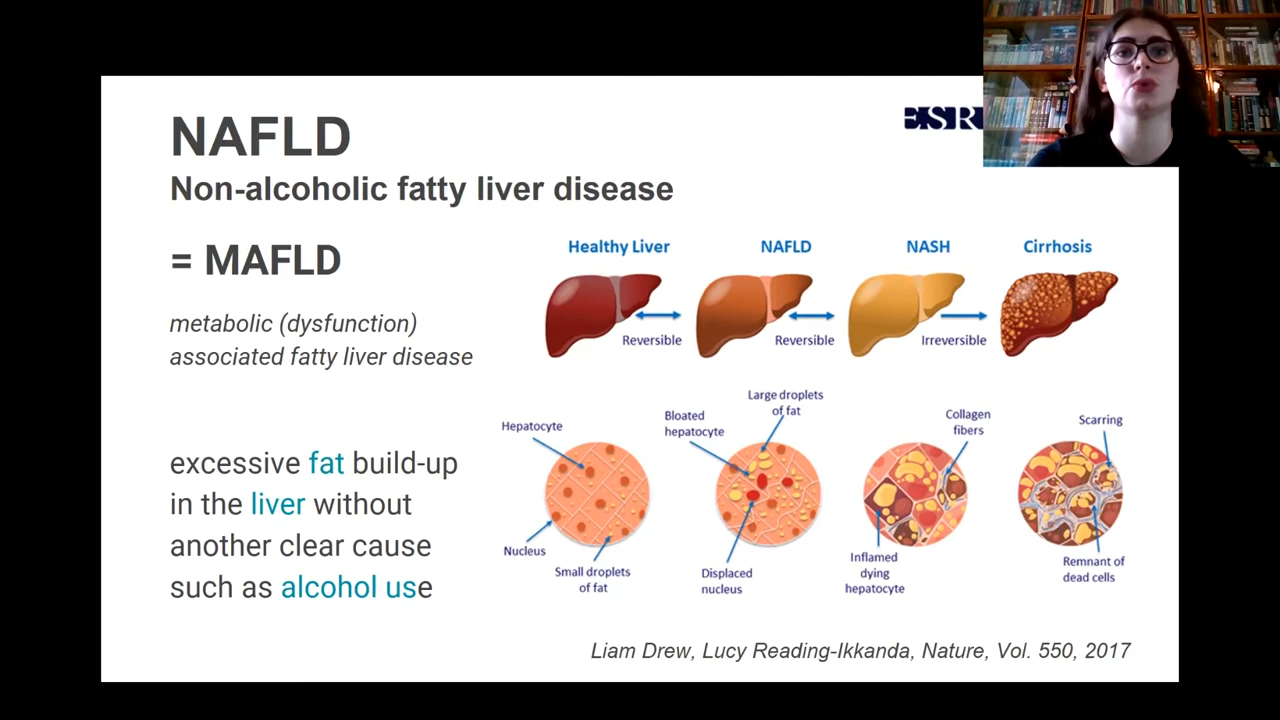 NAFLD
ESR
Non-alcoholic fatty liver disease
= MAFLD
metabolic (dysfunction)
associated fatty liver disease
excessive fat build-up
in the liver without
another clear cause
such as alcohol use
Healthy Liver
NAFLD
NASH
Cirrhosis
Reversible
Reversible
Irreversible
Hepatocyte
Bloated
hepatocyte
Large droplets
of fat
Collagen
fibers
Scarring
Nucleus
Small droplets
of fat
Displaced
nucleus
Inflamed
dying
hepatocyte
Remnant of
dead cells
Liam Drew, Lucy Reading-Ikkanda, Nature, Vol. 550, 2017